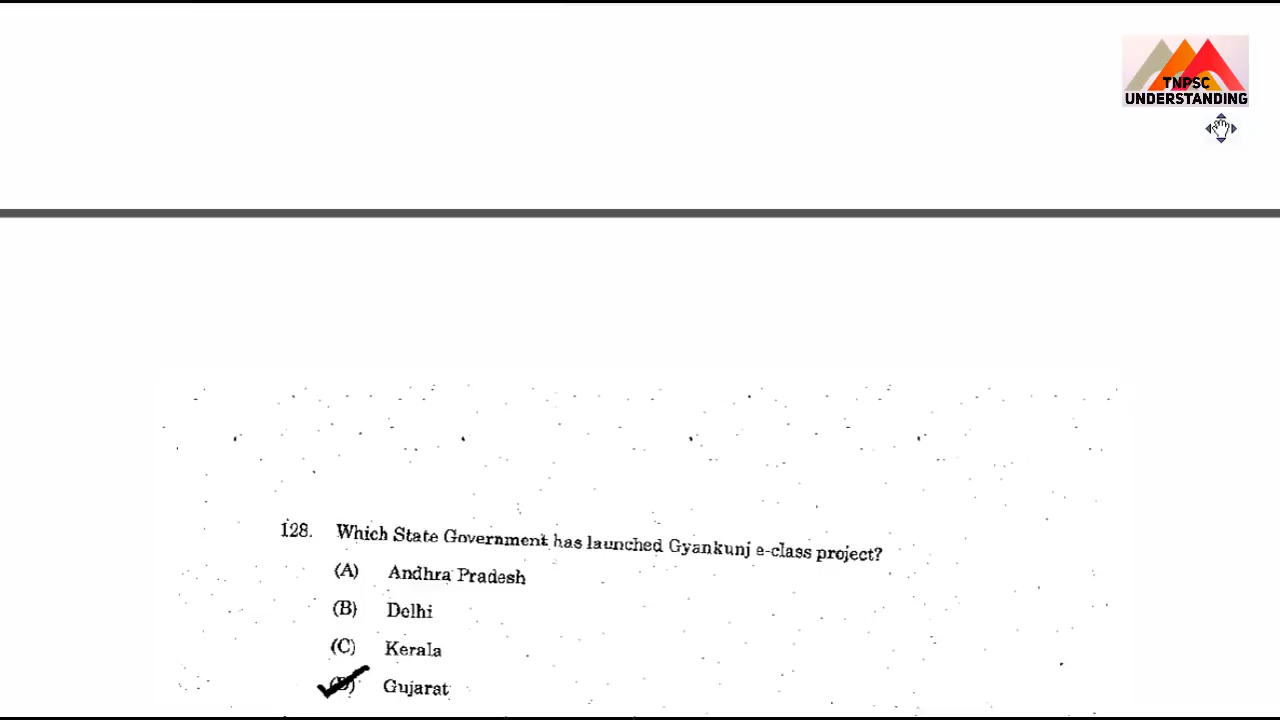 TNPSC
UNDERSTANDING
128. Which State Government has launched Gyankunj e-class project?
(A) Andhra Pradesh
(B) Delhi
(C) Kerala
(D) Gujarat